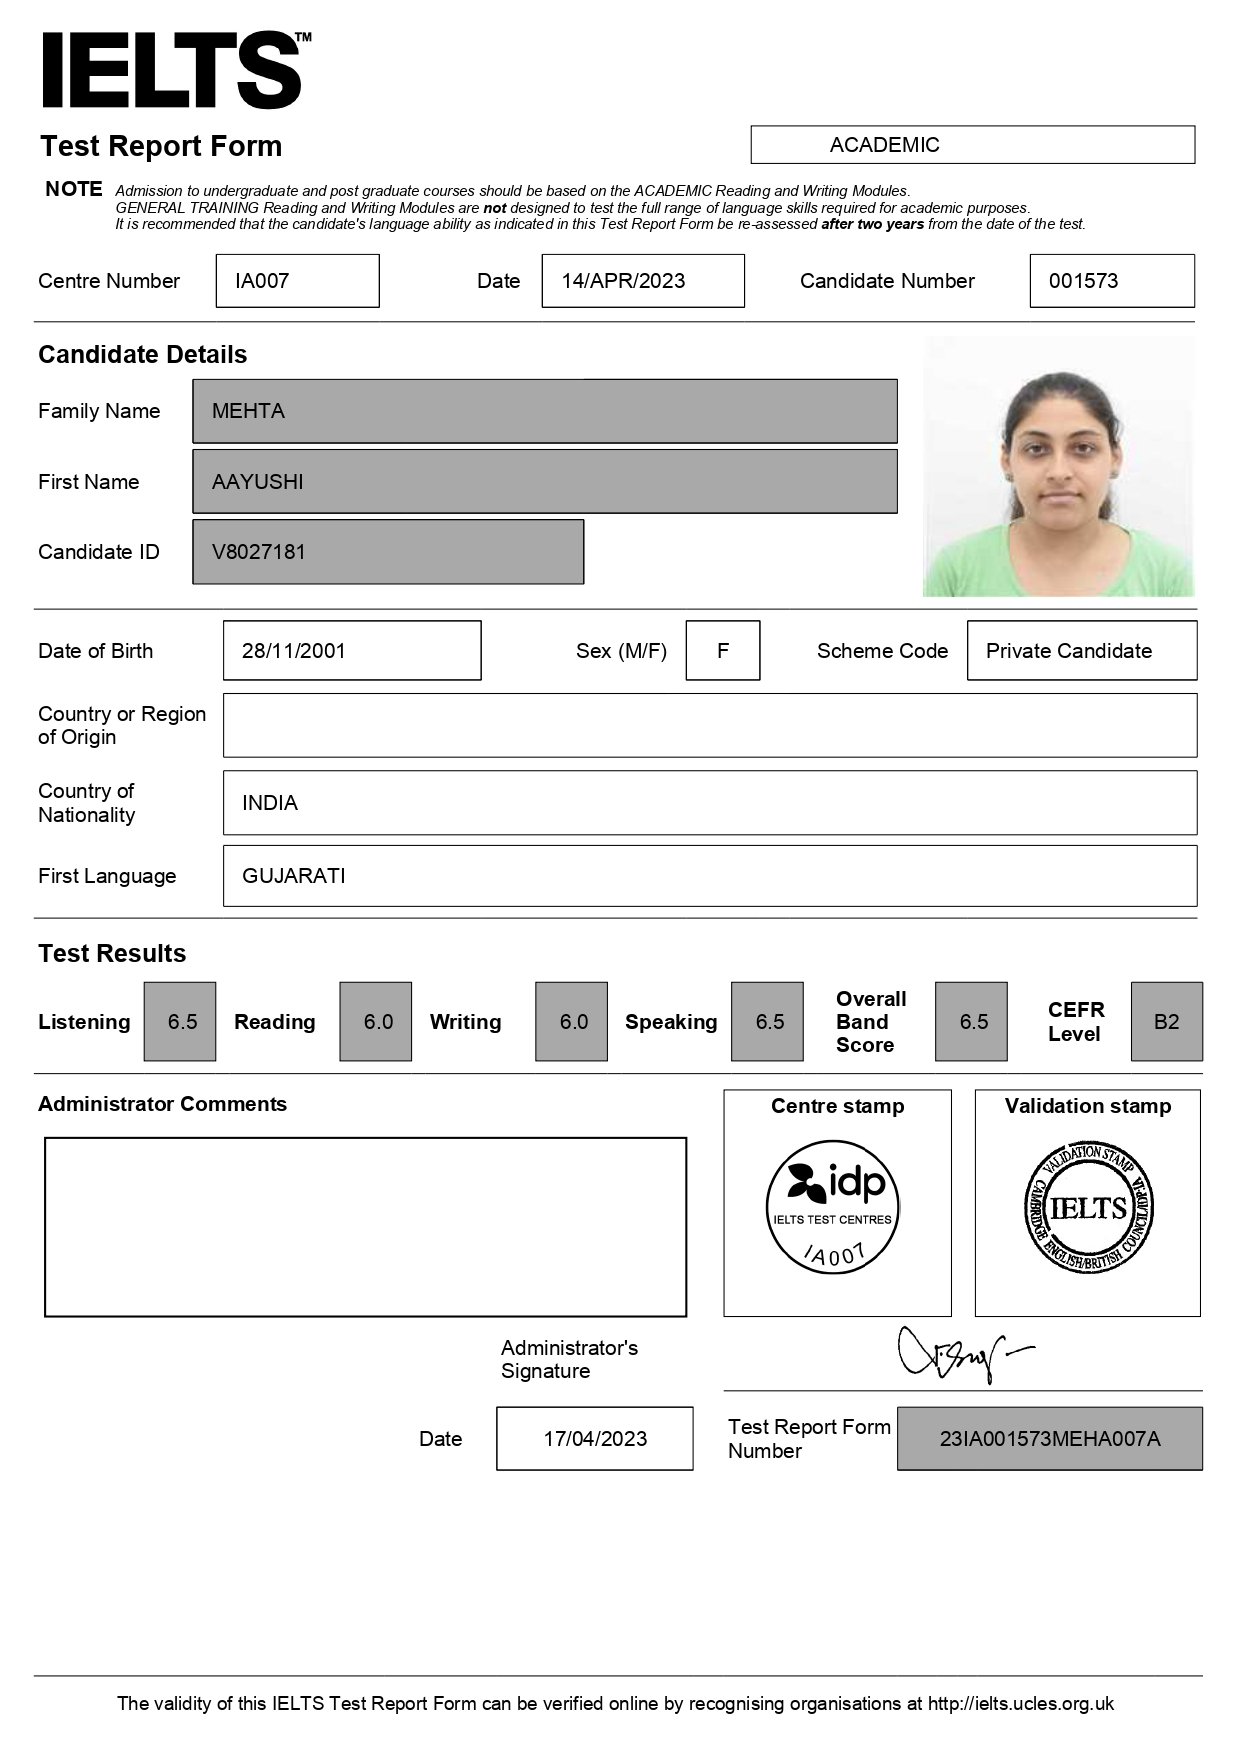 IELTS™
Test Report Form
ACADEMIC
NOTE Admission to undergraduate and post graduate courses should be based on the ACADEMIC Reading and Writing Modules.
GENERAL TRAINING Reading and Writing Modules are not designed to test the full range of language skills required for academic purposes.
It is recommended that the candidate's language ability as indicated in this Test Report Form be re-assessed after two years from the date of the test.
Centre Number IA007 Date 14/APR/2023 Candidate Number 001573
Candidate Details
Family Name MEHTA
First Name AAYUSHI
Candidate ID V8027181
Date of Birth 28/11/2001 Sex (M/F) F Scheme Code Private Candidate
Country or Region
of Origin
Country of
Nationality
INDIA
First Language GUJARATI
Test Results
Listening 6.5 Reading 6.0 Writing 6.0 Speaking 6.5
Overall
Band
Score
6.5
CEFR
Level
B2
Administrator Comments
Centre stamp
idp
IELTS TEST CENTRES
IA007
Validation stamp
VALIDATION STAMP
CAMBRIDGE ENGLISH/BRITISH COUNCIL/IDP:IA
IELTS
Administrator's
Signature
Date 17/04/2023
Test Report Form
Number
23IA001573MEHA007A
The validity of this IELTS Test Report Form can be verified online by recognising organisations at http://ielts.ucles.org.uk